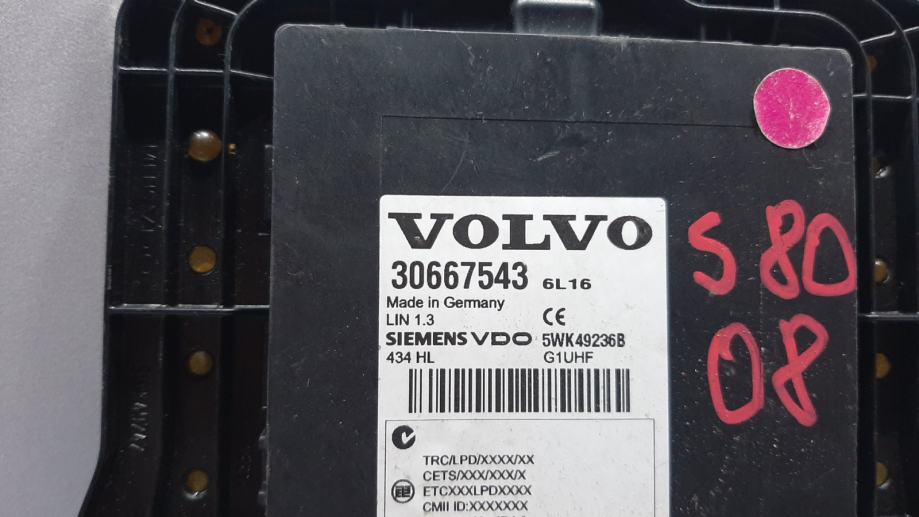 VOLVO
30667543 6L16
Made in Germany
LIN 1.3 CE
SIEMENS VDO 5WK49236B
434 HL G1UHF
TRC/LPD/XXXX/XX
CETS/XXX/XXX/X
ETCXXXLPDXXXX
CMII ID:XXXXXXX
S 80
08